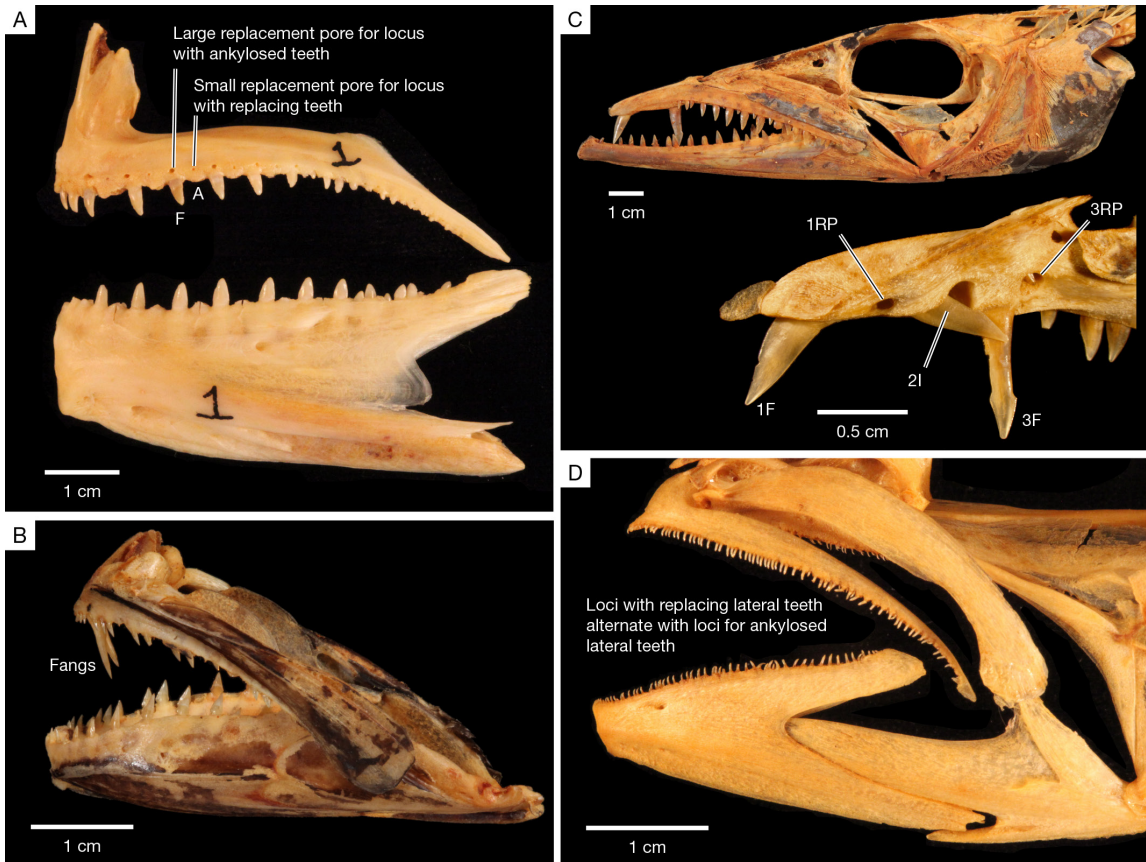 A
Large replacement pore for locus
with ankylosed teeth
Small replacement pore for locus
with replacing teeth
A
F
1
1
1 cm
B
Fangs
1 cm
C
1 cm
1RP
3RP
2I
1F
3F
0.5 cm
D
Loci with replacing lateral teeth
alternate with loci for ankylosed
lateral teeth
1 cm